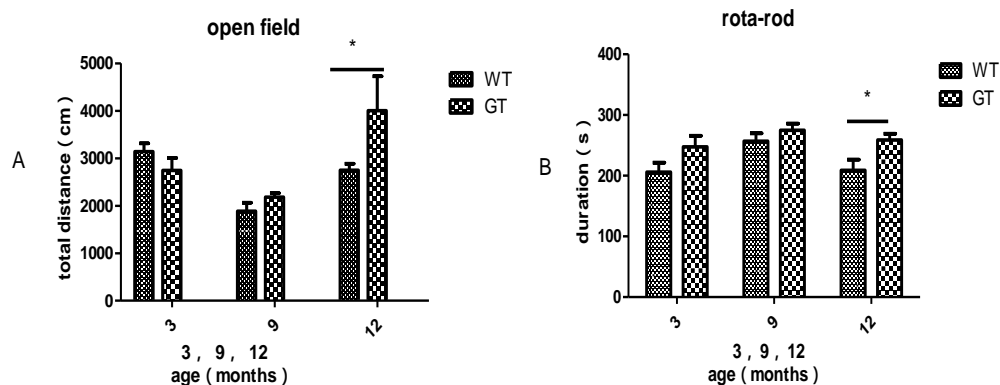 open field
*
5000
4000
3000
2000
1000
0
total distance (cm)
WT
GT
A
3
9
12
3 , 9 , 12
age (months)
rota-rod
*
400
300
200
100
0
duration (s)
WT
GT
B
3
9
12
3 , 9 , 12
age (months)